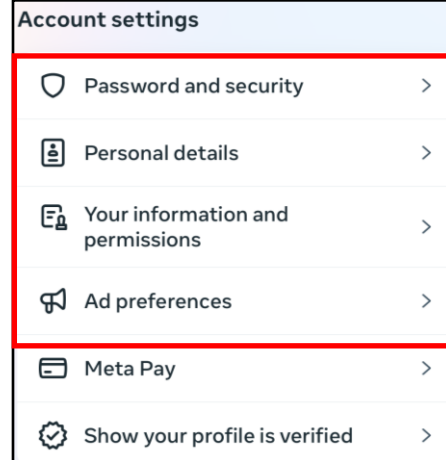 Account settings
Password and security
Personal details
Your information and
permissions
Ad preferences
Meta Pay
Show your profile is verified